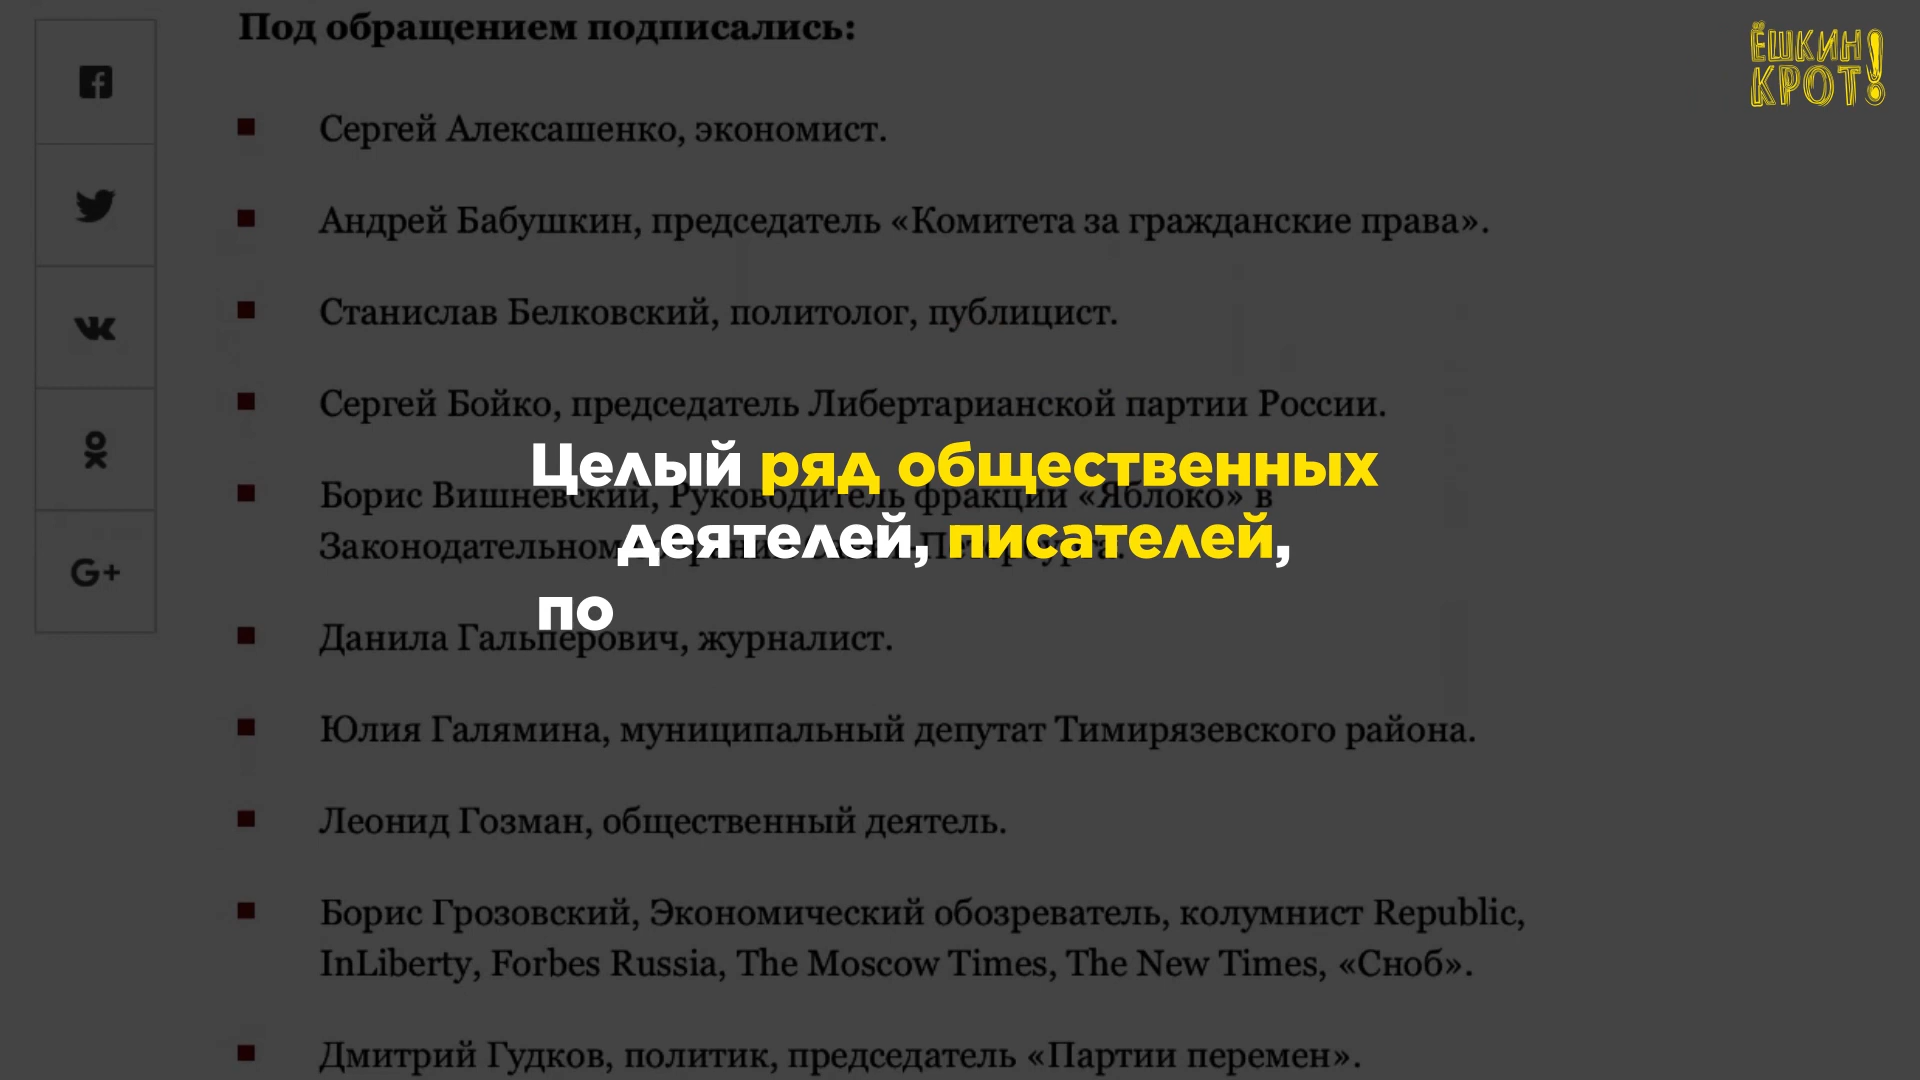 Под обращением подписались:
ЁШКИН
КРОТ!
Сергей Алексашенко, экономист.
Андрей Бабушкин, председатель «Комитета за гражданские права».
Станислав Белковский, политолог, публицист.
Сергей Бойко, председатель Либертарианской партии России.
Целый ряд общественных
Борис Вишневский, Руководитель фракции «Яблоко» в
деятелей, писателей,
Законодательном
по
Данила Гальперович, журналист.
Юлия Галямина, муниципальный депутат Тимирязевского района.
Леонид Гозман, общественный деятель.
Борис Грозовский, Экономический обозреватель, колумнист Republic,
InLiberty, Forbes Russia, The Moscow Times, The New Times, «Сноб».
Дмитрий Гудков, политик, председатель «Партии перемен».
G+